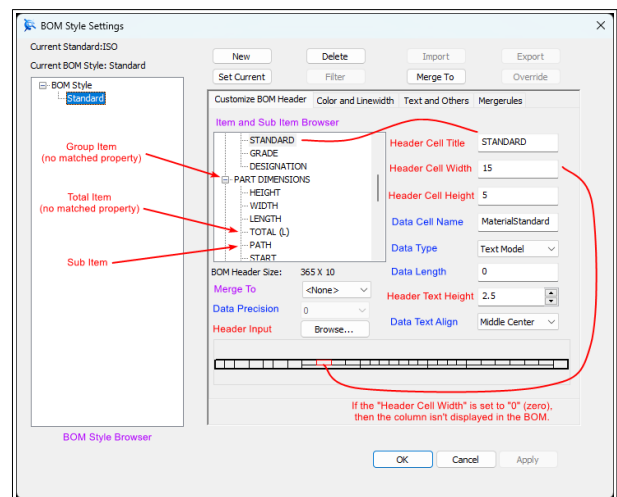 BOM Style Settings
Current Standard:ISO
Current BOM Style: Standard
New
Delete
Import
Export
Set Current
Filter
Merge To
Override
BOM Style
Standard
Customize BOM Header
Color and Linewidth
Text and Others
Mergerules
Item and Sub Item Browser
STANDARD
GRADE
DESIGNATION
PART DIMENSIONS
HEIGHT
WIDTH
LENGTH
TOTAL (L)
PATH
START
Group Item
(no matched property)
Total Item
(no matched property)
Sub Item
Header Cell Title
STANDARD
Header Cell Width
15
Header Cell Height
5
Data Cell Name
MaterialStandard
Data Type
Text Model
Data Length
0
Header Text Height
2.5
Data Text Align
Middle Center
BOM Header Size:
365 X 10
Merge To
<None>
Data Precision
0
Header Input
Browse...
If the "Header Cell Width" is set to "0" (zero),
then the column isn't displayed in the BOM.
BOM Style Browser
OK
Cancel
Apply